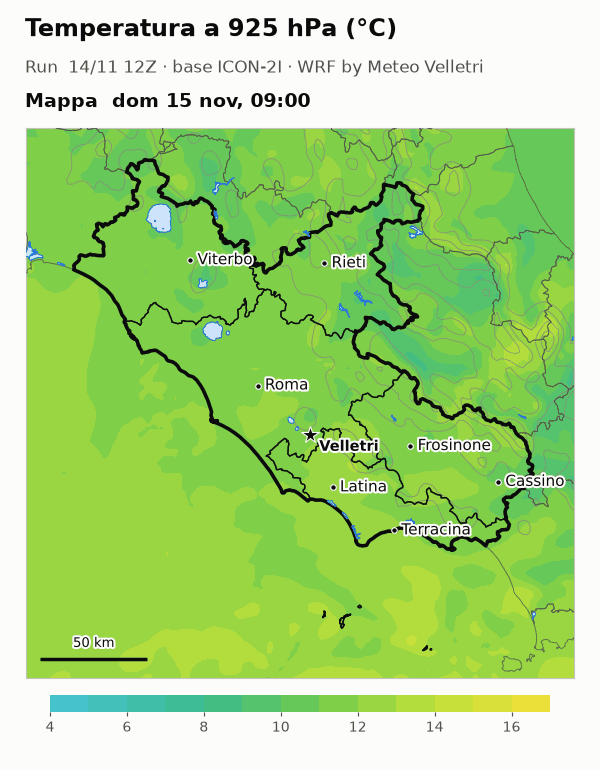 Temperatura a 925 hPa (°C)
Run  14/11 12Z · base ICON-2I · WRF by Meteo Velletri
Mappa  dom 15 nov, 09:00
Viterbo
Rieti
Roma
Velletri
Frosinone
Latina
Cassino
Terracina
50 km
4 6 8 10 12 14 16